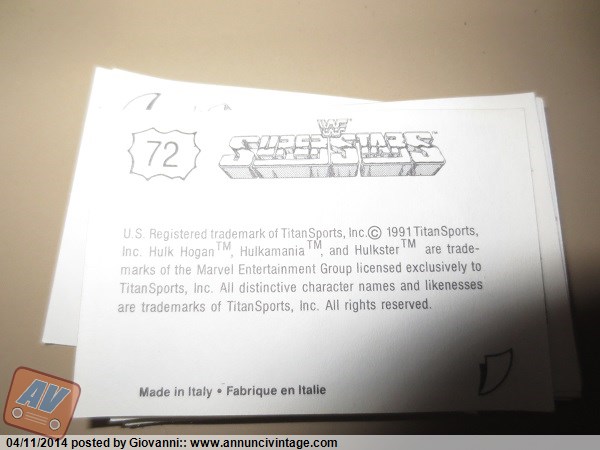 WF
SUPER STARS™
72
U.S. Registered trademark of TitanSports, Inc.© 1991 TitanSports,
Inc. Hulk Hogan™, Hulkamania™, and Hulkster™ are trade-
marks of the Marvel Entertainment Group licensed exclusively to
TitanSports, Inc. All distinctive character names and likenesses
are trademarks of TitanSports, Inc. All rights reserved.
Made in Italy • Fabrique en Italie
AV
04/11/2014 posted by Giovanni:: www.annuncivintage.com